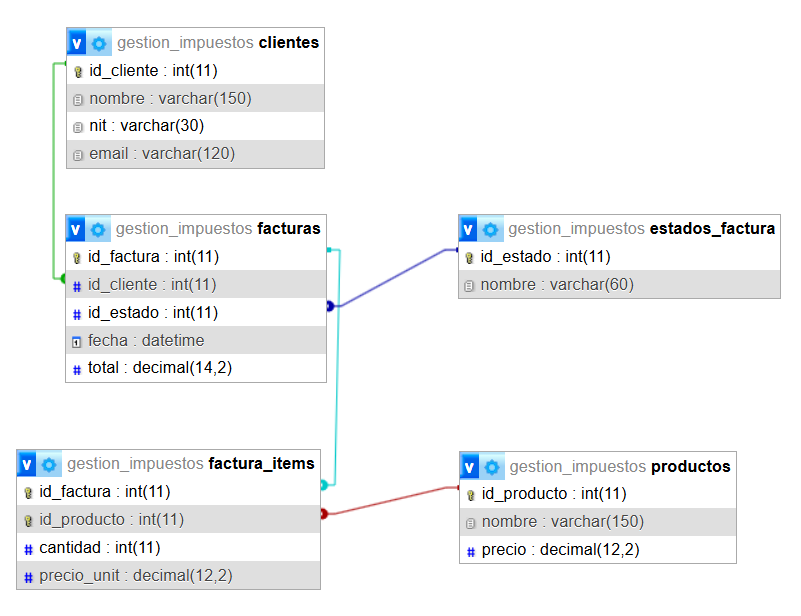 gestion_impuestos clientes
id_cliente : int(11)
nombre : varchar(150)
nit : varchar(30)
email : varchar(120)
gestion_impuestos facturas
id_factura : int(11)
id_cliente : int(11)
id_estado : int(11)
fecha : datetime
total : decimal(14,2)
gestion_impuestos estados_factura
id_estado : int(11)
nombre : varchar(60)
gestion_impuestos factura_items
id_factura : int(11)
id_producto : int(11)
cantidad : int(11)
precio_unit : decimal(12,2)
gestion_impuestos productos
id_producto : int(11)
nombre : varchar(150)
precio : decimal(12,2)